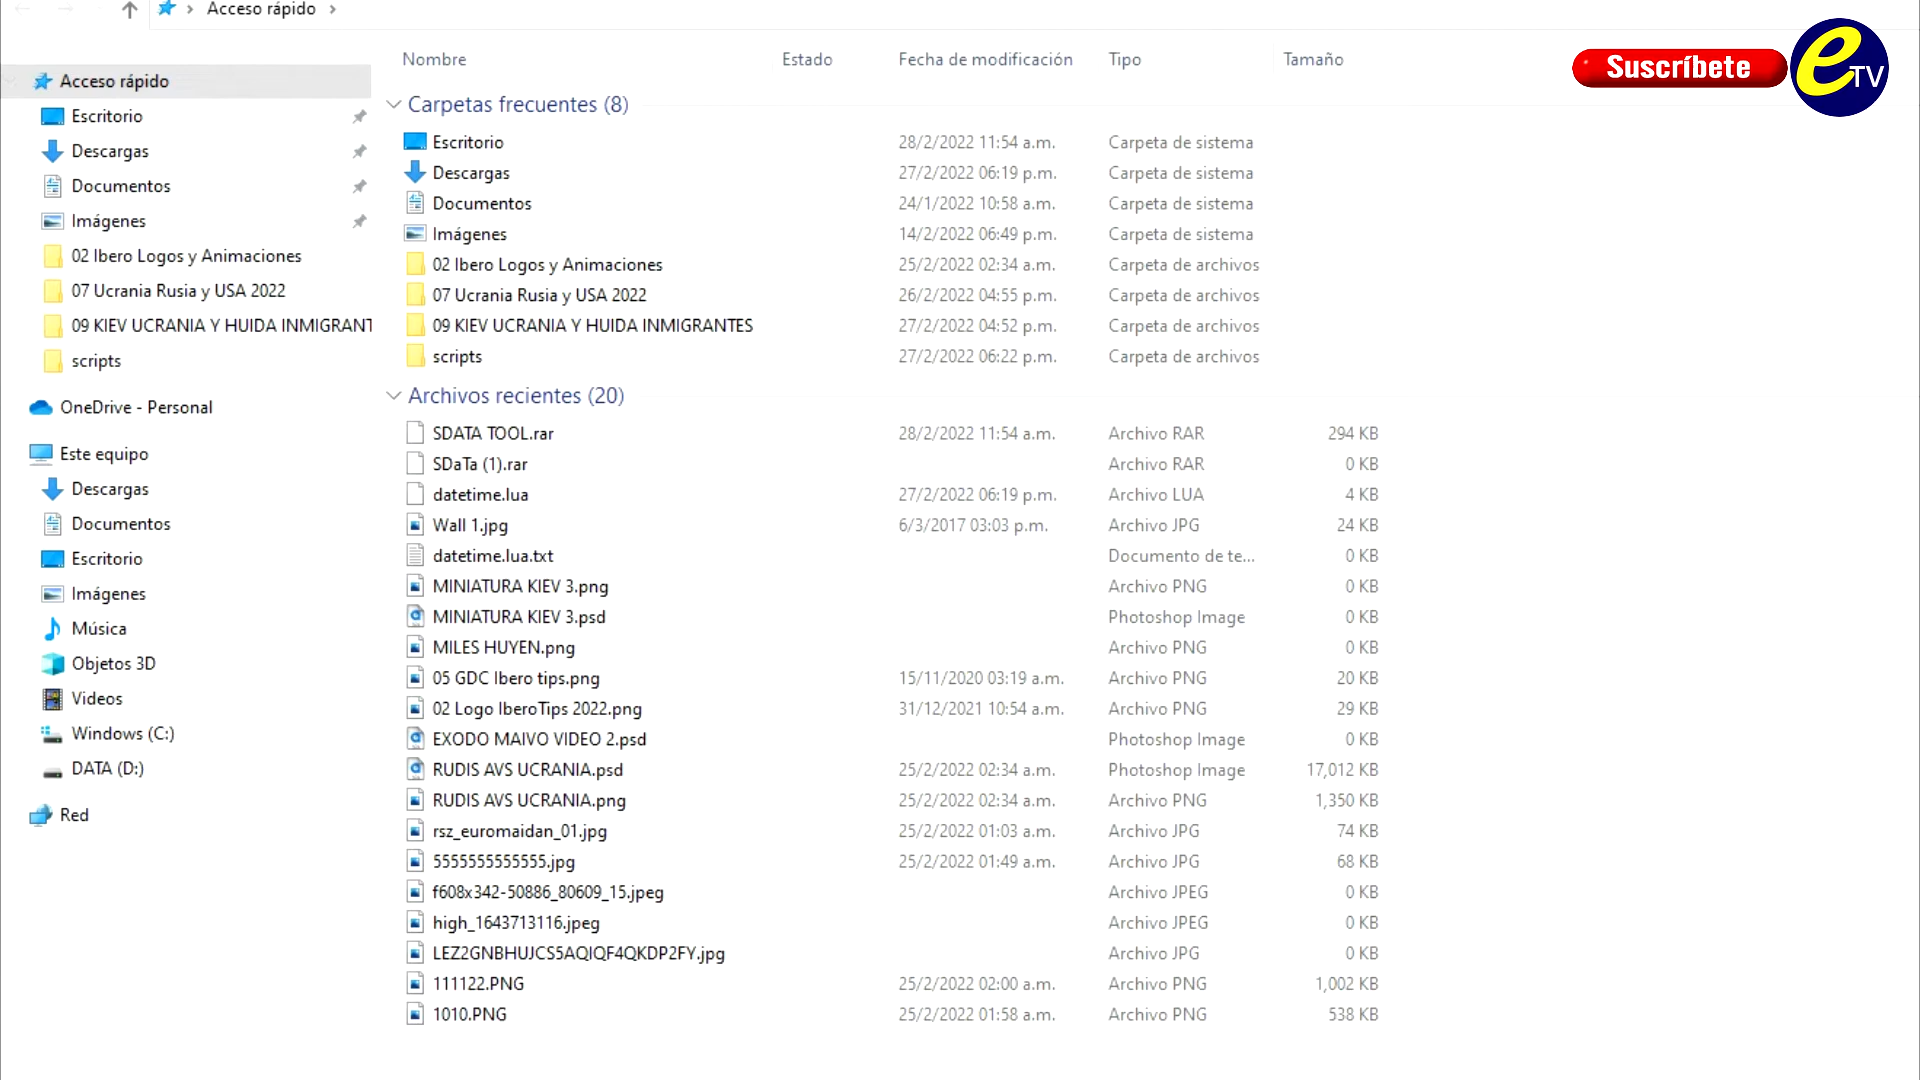 Acceso rápido
Nombre Estado Fecha de modificación Tipo Tamaño
Suscríbete
eTV
Acceso rápido
Escritorio
Descargas
Documentos
Imágenes
02 Ibero Logos y Animaciones
07 Ucrania Rusia y USA 2022
09 KIEV UCRANIA Y HUIDA INMIGRANT
scripts
OneDrive - Personal
Este equipo
Descargas
Documentos
Escritorio
Imágenes
Música
Objetos 3D
Videos
Windows (C:)
DATA (D:)
Red
Carpetas frecuentes (8)
Escritorio 28/2/2022 11:54 a.m. Carpeta de sistema
Descargas 27/2/2022 06:19 p.m. Carpeta de sistema
Documentos 24/1/2022 10:58 a.m. Carpeta de sistema
Imágenes 14/2/2022 06:49 p.m. Carpeta de sistema
02 Ibero Logos y Animaciones 25/2/2022 02:34 a.m. Carpeta de archivos
07 Ucrania Rusia y USA 2022 26/2/2022 04:55 p.m. Carpeta de archivos
09 KIEV UCRANIA Y HUIDA INMIGRANTES 27/2/2022 04:52 p.m. Carpeta de archivos
scripts 27/2/2022 06:22 p.m. Carpeta de archivos
Archivos recientes (20)
SDATA TOOL.rar 28/2/2022 11:54 a.m. Archivo RAR 294 KB
SDaTa (1).rar Archivo RAR 0 KB
datetime.lua 27/2/2022 06:19 p.m. Archivo LUA 4 KB
Wall 1.jpg 6/3/2017 03:03 p.m. Archivo JPG 24 KB
datetime.lua.txt Documento de te... 0 KB
MINIATURA KIEV 3.png Archivo PNG 0 KB
MINIATURA KIEV 3.psd Photoshop Image 0 KB
MILES HUYEN.png Archivo PNG 0 KB
05 GDC Ibero tips.png 15/11/2020 03:19 a.m. Archivo PNG 20 KB
02 Logo IberoTips 2022.png 31/12/2021 10:54 a.m. Archivo PNG 29 KB
EXODO MAIVO VIDEO 2.psd Photoshop Image 0 KB
RUDIS AVS UCRANIA.psd 25/2/2022 02:34 a.m. Photoshop Image 17,012 KB
RUDIS AVS UCRANIA.png 25/2/2022 02:34 a.m. Archivo PNG 1,350 KB
rsz_euromaidan_01.jpg 25/2/2022 01:03 a.m. Archivo JPG 74 KB
5555555555555.jpg 25/2/2022 01:49 a.m. Archivo JPG 68 KB
f608x342-50886_80609_15.jpeg Archivo JPEG 0 KB
high_1643713116.jpeg Archivo JPEG 0 KB
LEZ2GNBHUJCS5AQIQF4QKDP2FY.jpg Archivo JPG 0 KB
111122.PNG 25/2/2022 02:00 a.m. Archivo PNG 1,002 KB
1010.PNG 25/2/2022 01:58 a.m. Archivo PNG 538 KB